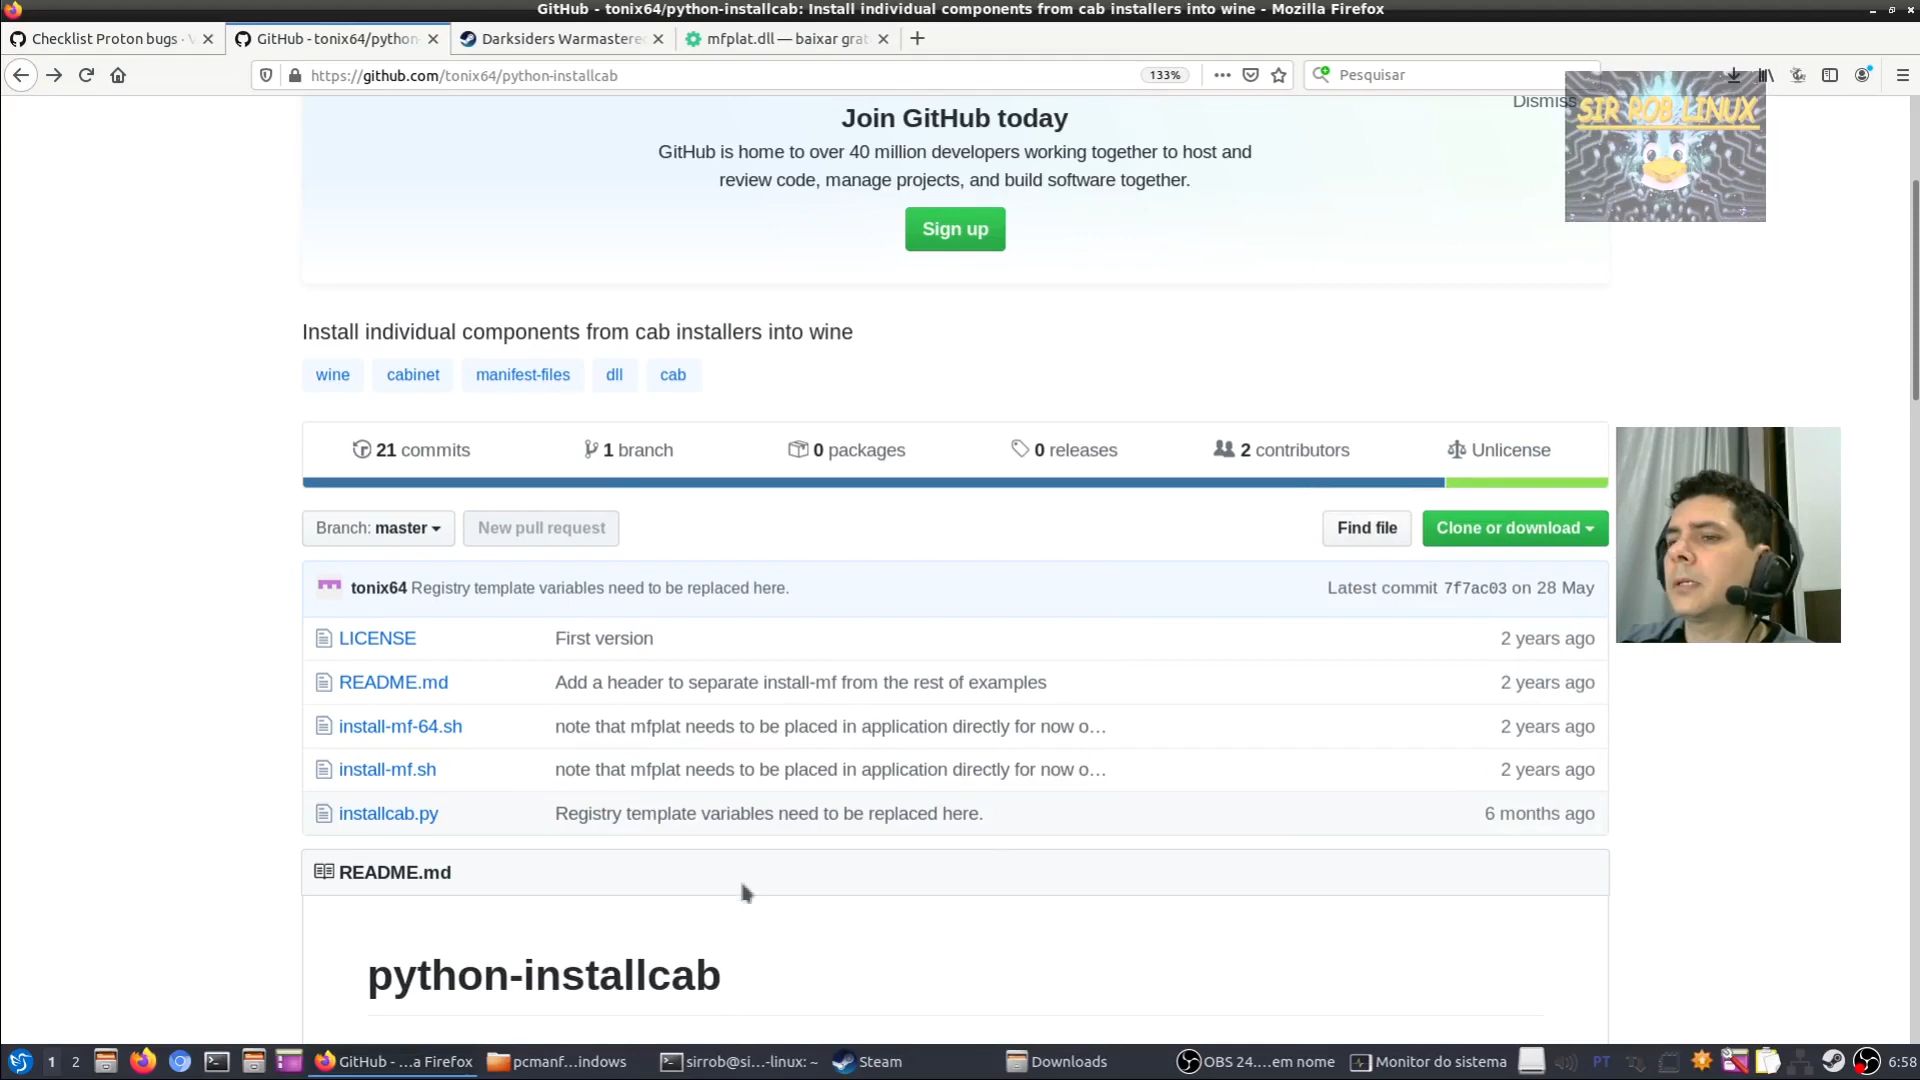 GitHub - tonix64/python-installcab: Install individual components from cab installers into wine - Mozilla Firefox
Checklist Proton bugs ·
GitHub - tonix64/python
Darksiders Warmastere
mfplat.dll — baixar grat
https://github.com/tonix64/python-installcab
133%
Pesquisar
Join GitHub today
Dismiss
SIR ROB LINUX
GitHub is home to over 40 million developers working together to host and
review code, manage projects, and build software together.
Sign up
Install individual components from cab installers into wine
wine cabinet manifest-files dll cab
21 commits 1 branch 0 packages 0 releases 2 contributors Unlicense
Branch: master New pull request Find file Clone or download
tonix64 Registry template variables need to be replaced here. Latest commit 7f7ac03 on 28 May
LICENSE First version 2 years ago
README.md Add a header to separate install-mf from the rest of examples 2 years ago
install-mf-64.sh note that mfplat needs to be placed in application directly for now o… 2 years ago
install-mf.sh note that mfplat needs to be placed in application directly for now o… 2 years ago
installcab.py Registry template variables need to be replaced here. 6 months ago
README.md
python-installcab
1 2 GitHub - ...a Firefox pcmanf...indows sirrob@si...-linux: ~ Steam Downloads OBS 24....em nome Monitor do sistema PT 6:58